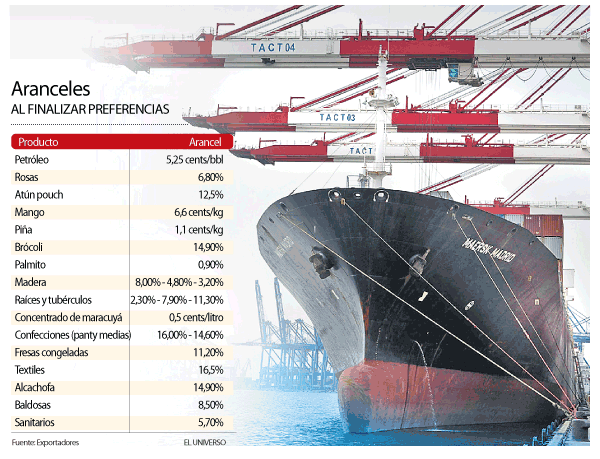 TACT04
Aranceles
AL FINALIZAR PREFERENCIAS
TACT03
TACT
Producto Arancel
Petróleo 5,25 cents/bbl
Rosas 6,80%
Atún pouch 12,5%
Mango 6,6 cents/kg
Piña 1,1 cents/kg
Brócoli 14,90%
Palmito 0,90%
Madera 8,00% - 4,80% - 3,20%
Raíces y tubérculos 2,30% - 7,90% - 11,30%
Concentrado de maracuyá 0,5 cents/litro
Confecciones (panty medias) 16,00% - 14,60%
Fresas congeladas 11,20%
Textiles 16,5%
Alcachofa 14,90%
Baldosas 8,50%
Sanitarios 5,70%
Fuente: Exportadores EL UNIVERSO
MAERSK MADRID